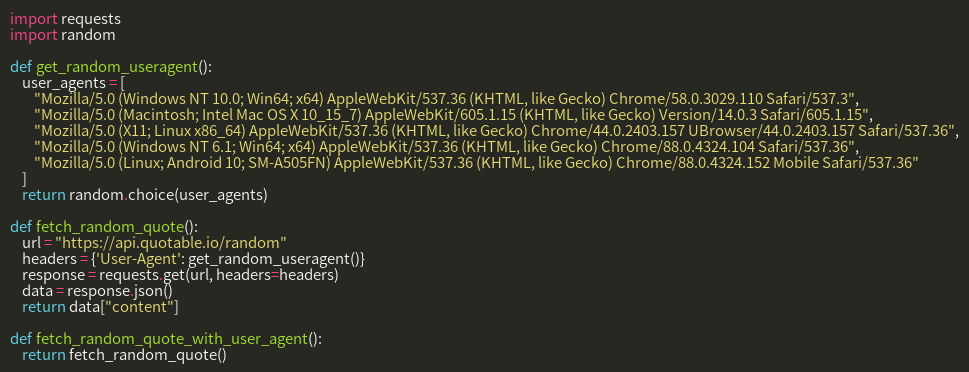 import requests
import random
def get_random_useragent():
user_agents = [
"Mozilla/5.0 (Windows NT 10.0; Win64; x64) AppleWebKit/537.36 (KHTML, like Gecko) Chrome/58.0.3029.110 Safari/537.3",
"Mozilla/5.0 (Macintosh; Intel Mac OS X 10_15_7) AppleWebKit/605.1.15 (KHTML, like Gecko) Version/14.0.3 Safari/605.1.15",
"Mozilla/5.0 (X11; Linux x86_64) AppleWebKit/537.36 (KHTML, like Gecko) Chrome/44.0.2403.157 UBrowser/44.0.2403.157 Safari/537.36",
"Mozilla/5.0 (Windows NT 6.1; Win64; x64) AppleWebKit/537.36 (KHTML, like Gecko) Chrome/88.0.4324.104 Safari/537.36",
"Mozilla/5.0 (Linux; Android 10; SM-A505FN) AppleWebKit/537.36 (KHTML, like Gecko) Chrome/88.0.4324.152 Mobile Safari/537.36"
]
return random.choice(user_agents)
def fetch_random_quote():
url = "https://api.quotable.io/random"
headers = {'User-Agent': get_random_useragent()}
response = requests.get(url, headers=headers)
data = response.json()
return data["content"]
def fetch_random_quote_with_user_agent():
return fetch_random_quote()